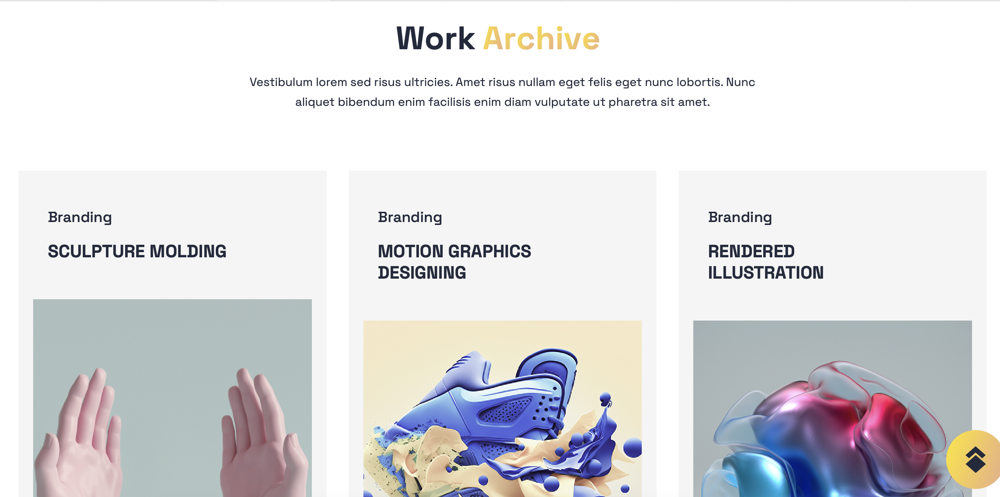 Work Archive
Vestibulum lorem sed risus ultricies. Amet risus nullam eget felis eget nunc lobortis. Nunc
aliquet bibendum enim facilisis enim diam vulputate ut pharetra sit amet.
Branding
SCULPTURE MOLDING
Branding
MOTION GRAPHICS
DESIGNING
Branding
RENDERED
ILLUSTRATION